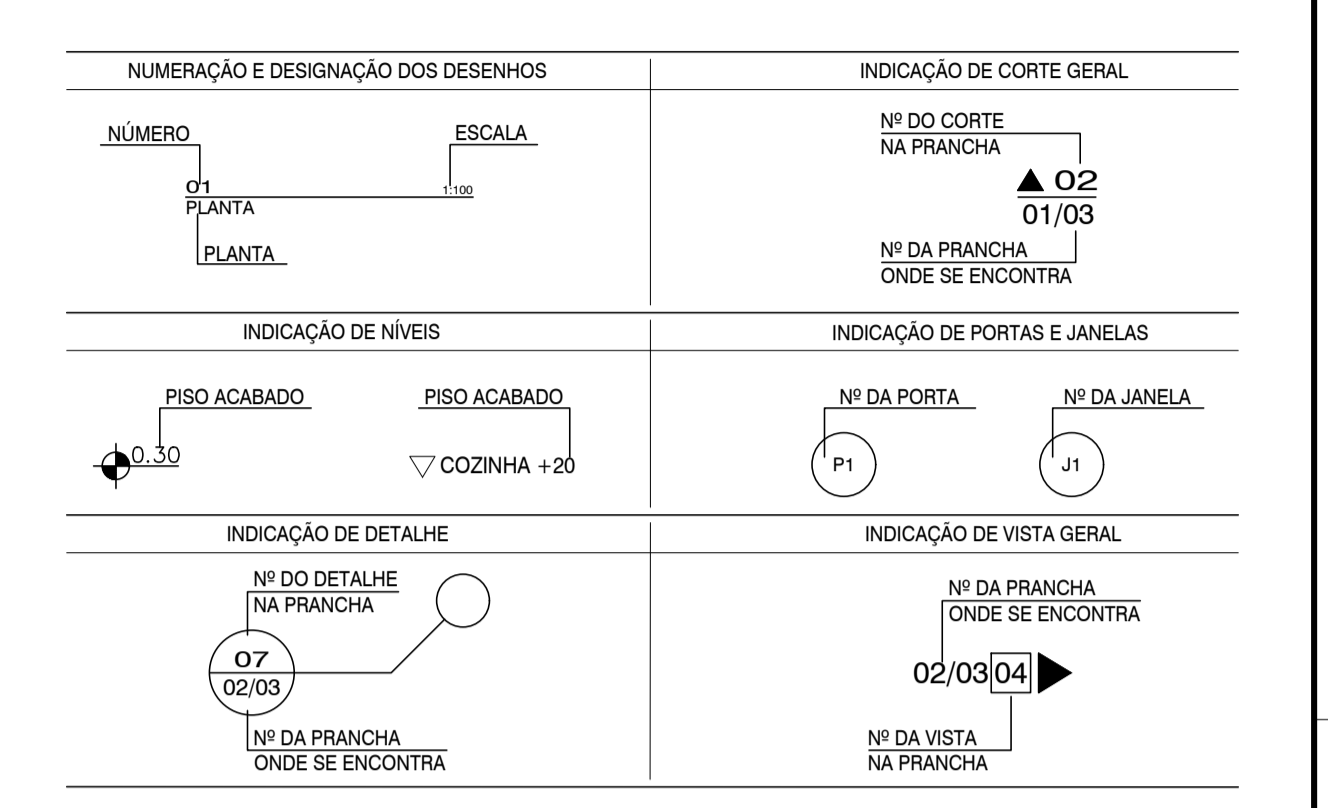 NUMERAÇÃO E DESIGNAÇÃO DOS DESENHOS
NÚMERO
ESCALA
01
1:100
PLANTA
PLANTA
INDICAÇÃO DE CORTE GERAL
Nº DO CORTE
NA PRANCHA
02
01/03
Nº DA PRANCHA
ONDE SE ENCONTRA
INDICAÇÃO DE NÍVEIS
PISO ACABADO
0.30
PISO ACABADO
COZINHA +20
INDICAÇÃO DE PORTAS E JANELAS
Nº DA PORTA
P1
Nº DA JANELA
J1
INDICAÇÃO DE DETALHE
Nº DO DETALHE
NA PRANCHA
07
02/03
Nº DA PRANCHA
ONDE SE ENCONTRA
INDICAÇÃO DE VISTA GERAL
Nº DA PRANCHA
ONDE SE ENCONTRA
02/03 04
Nº DA VISTA
NA PRANCHA